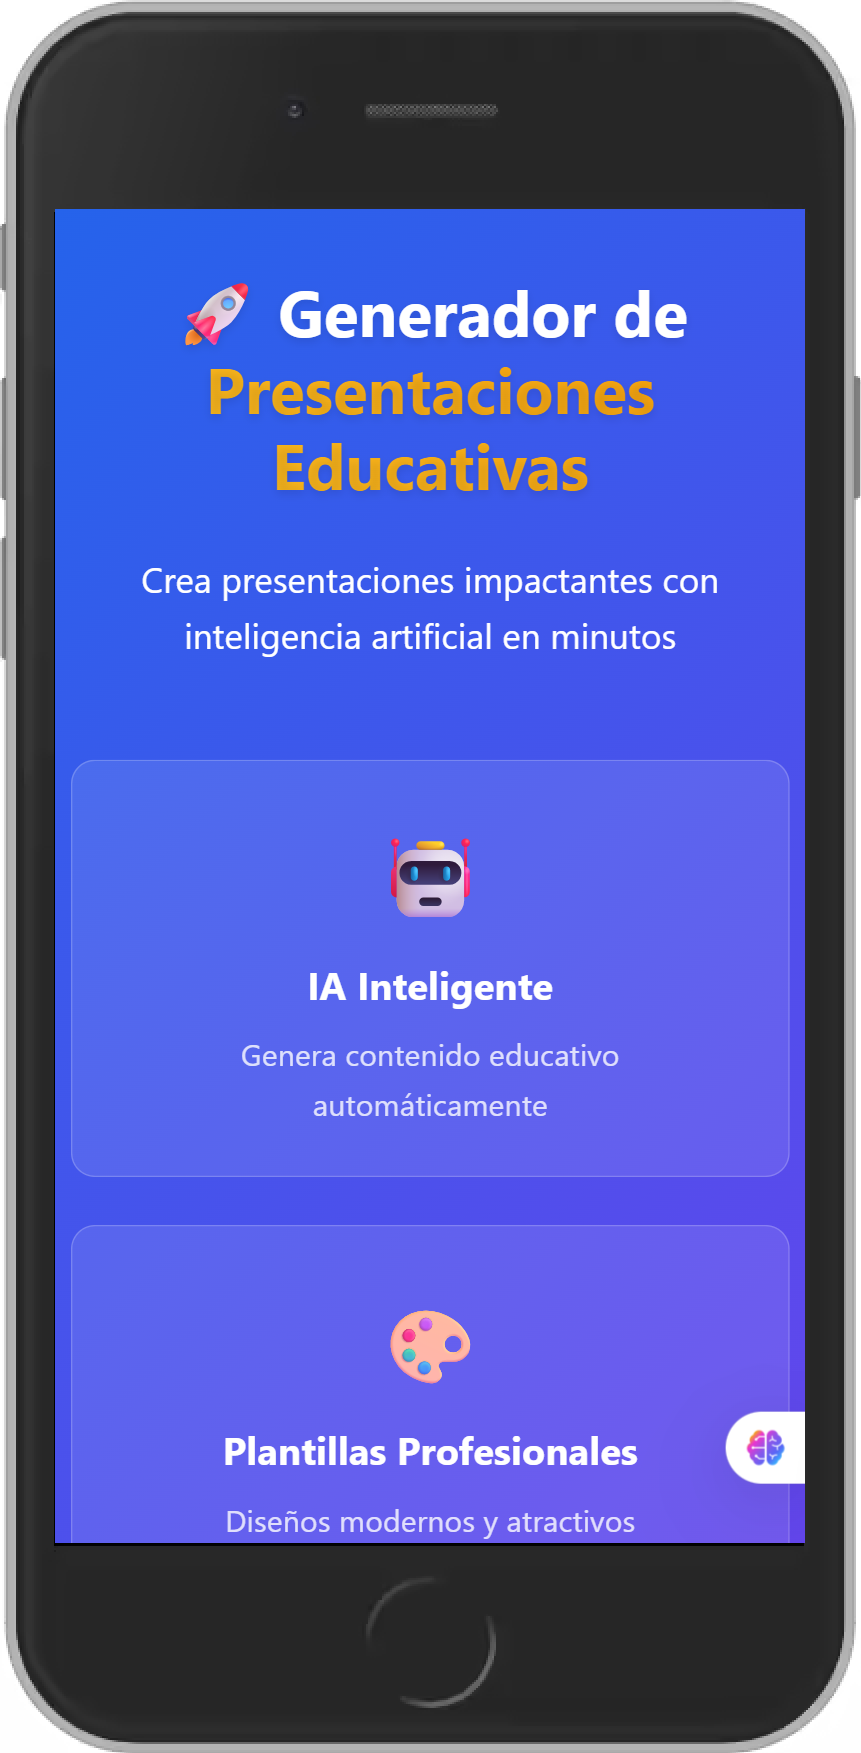 🚀 Generador de
Presentaciones
Educativas
Crea presentaciones impactantes con
inteligencia artificial en minutos
IA Inteligente
Genera contenido educativo
automáticamente
Plantillas Profesionales
Diseños modernos y atractivos